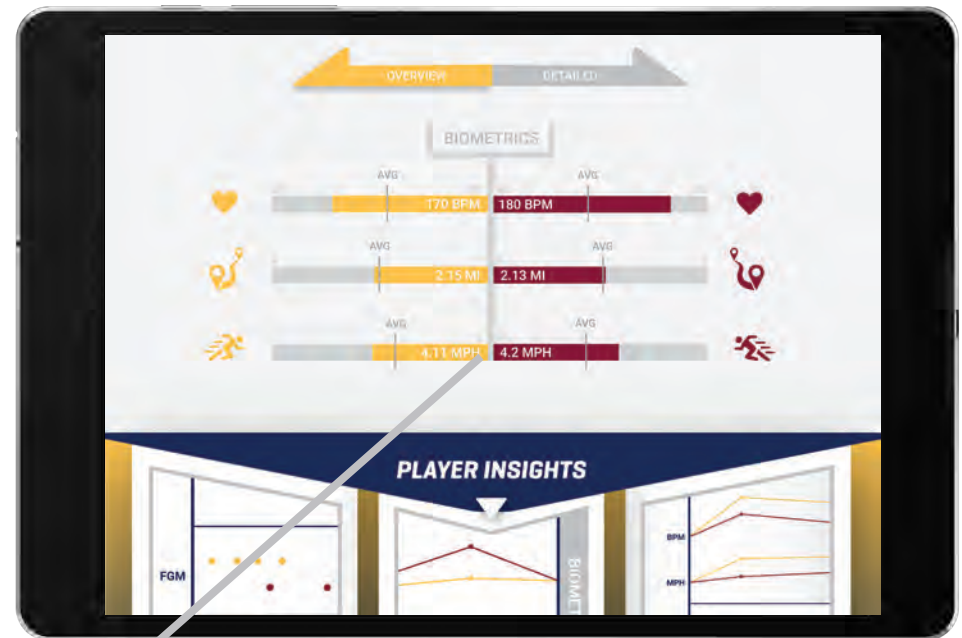 OVERVIEW DETAILED
BIOMETRICS
AVG AVG
170 BPM 180 BPM
AVG AVG
2.15 MI 2.13 MI
AVG AVG
4.11 MPH 4.2 MPH
PLAYER INSIGHTS
BPM
FGM
MPH